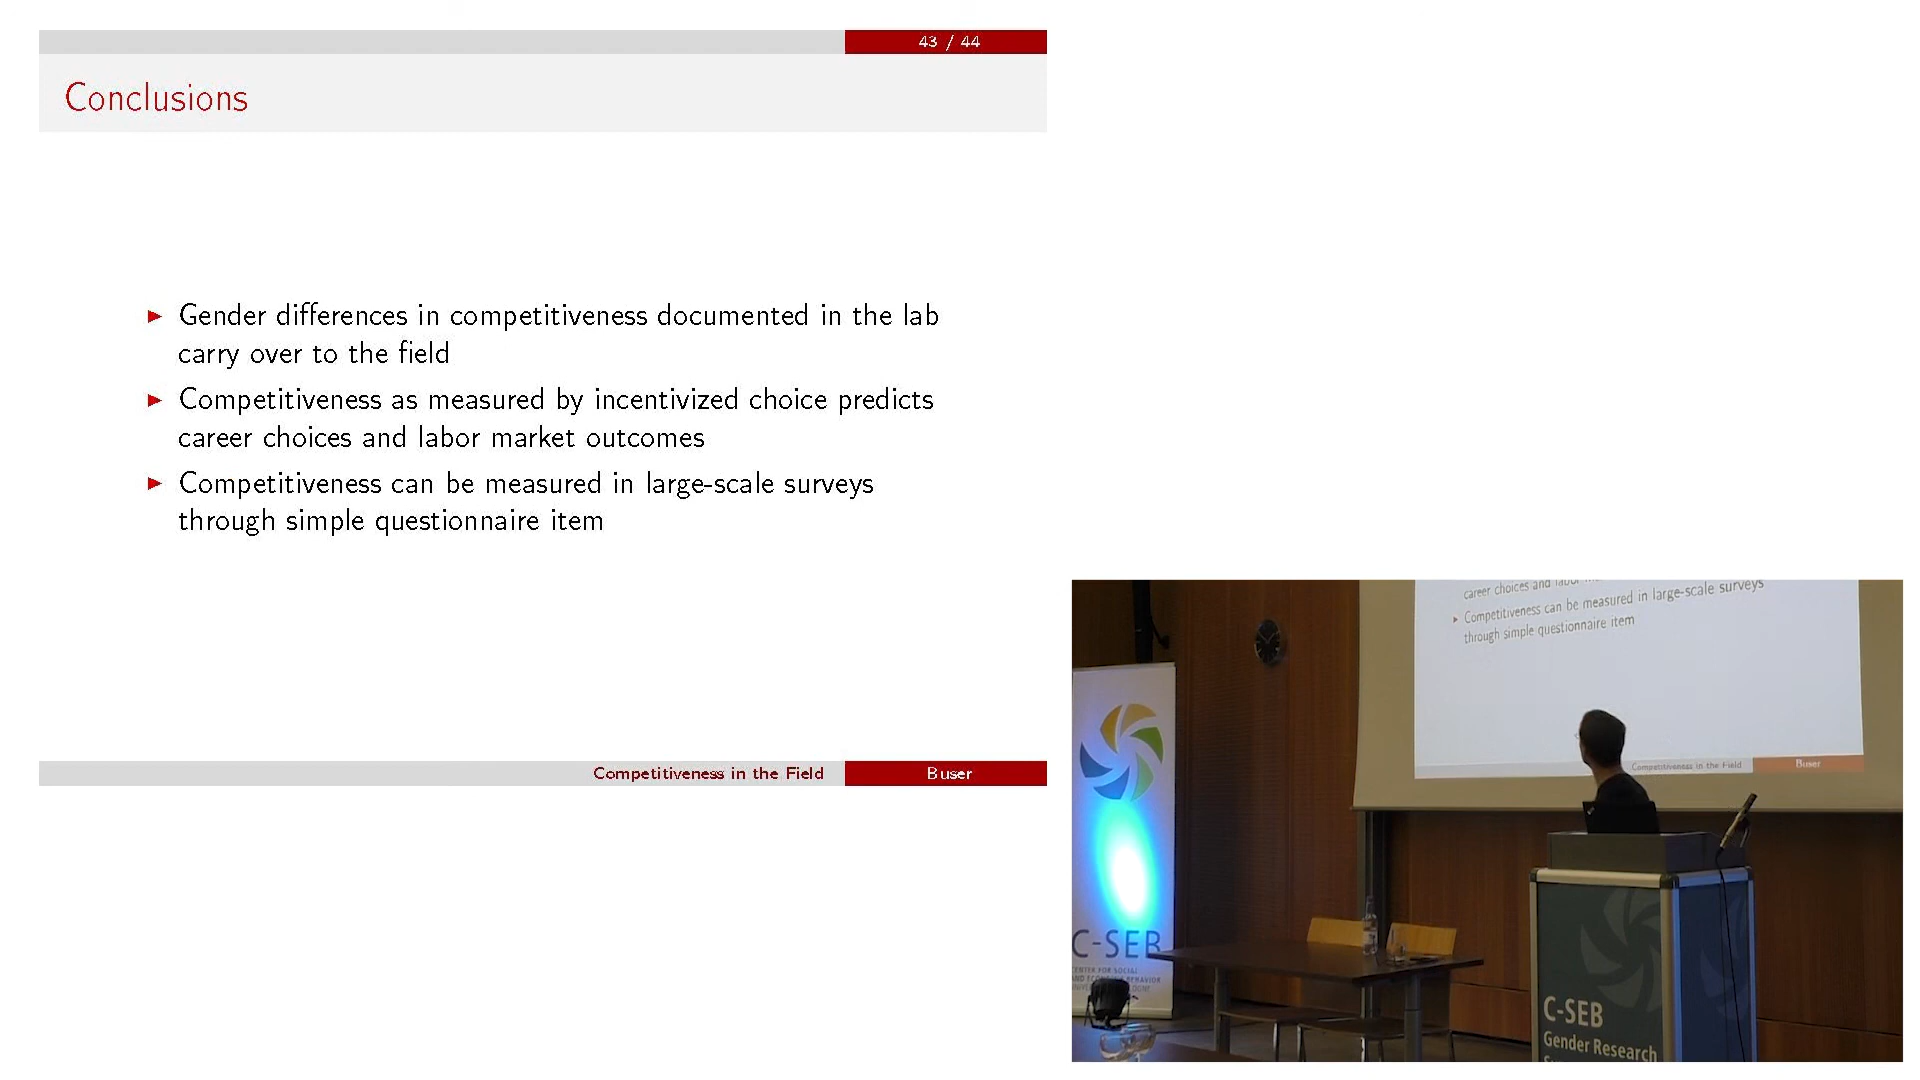 43 / 44
Conclusions
▶ Gender differences in competitiveness documented in the lab
carry over to the field
▶ Competitiveness as measured by incentivized choice predicts
career choices and labor market outcomes
▶ Competitiveness can be measured in large-scale surveys
through simple questionnaire item
Competitiveness in the Field
Buser
career choices and labor
▶ Competitiveness can be measured in large-scale surveys
through simple questionnaire item
Competitiveness in the Field
Buser
C-SEB
CENTER FOR SOCIAL
C-SEB
Gender Research